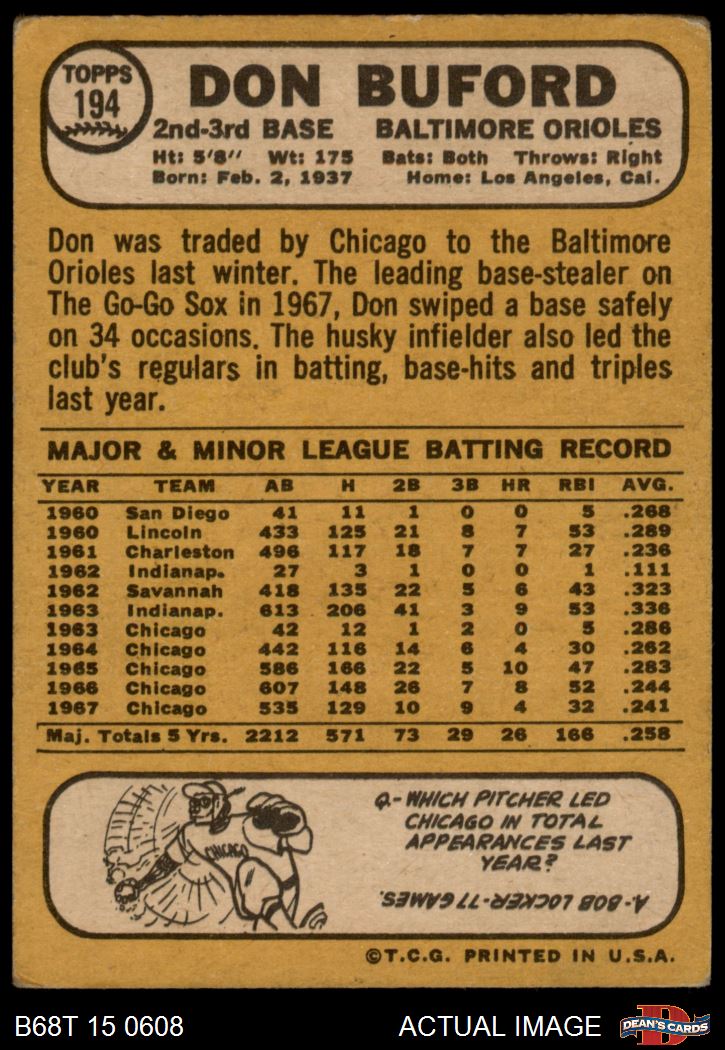 TOPPS
194
DON BUFORD
2nd-3rd BASE BALTIMORE ORIOLES
Ht: 5'8" Wt: 175 Bats: Both Throws: Right
Born: Feb. 2, 1937 Home: Los Angeles, Cal.
Don was traded by Chicago to the Baltimore
Orioles last winter. The leading base-stealer on
The Go-Go Sox in 1967, Don swiped a base safely
on 34 occasions. The husky infielder also led the
club's regulars in batting, base-hits and triples
last year.
MAJOR & MINOR LEAGUE BATTING RECORD
YEAR TEAM AB H 2B 3B HR RBI AVG.
1960 San Diego 41 11 1 0 0 5 .268
1960 Lincoln 433 125 21 8 7 53 .289
1961 Charleston 496 117 18 7 7 27 .236
1962 Indianap. 27 3 1 0 0 1 .111
1962 Savannah 418 135 22 5 6 43 .323
1963 Indianap. 613 206 41 3 9 53 .336
1963 Chicago 42 12 1 2 0 5 .286
1964 Chicago 442 116 14 6 4 30 .262
1965 Chicago 586 166 22 5 10 47 .283
1966 Chicago 607 148 26 7 8 52 .244
1967 Chicago 535 129 10 9 4 32 .241
Maj. Totals 5 Yrs. 2212 571 73 29 26 166 .258
CHICAGO
Q-WHICH PITCHER LED
CHICAGO IN TOTAL
APPEARANCES LAST
YEAR?
A-BOB LOCKER-77 GAMES.
©T.C.G. PRINTED IN U.S.A.
B68T 15 0608 ACTUAL IMAGE
D
DEAN'S CARDS